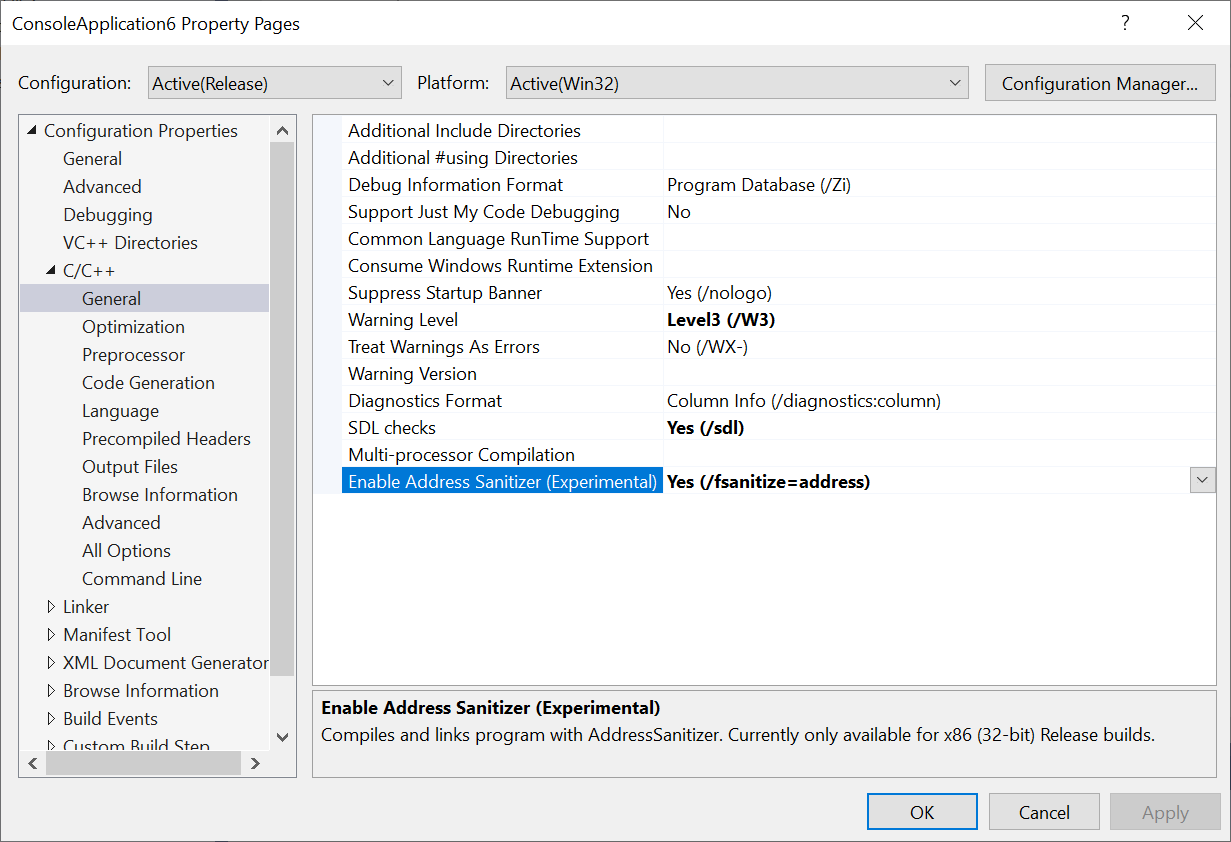 ConsoleApplication6 Property Pages
?
Configuration: Active(Release) Platform: Active(Win32) Configuration Manager...
Configuration Properties
General
Advanced
Debugging
VC++ Directories
C/C++
General
Optimization
Preprocessor
Code Generation
Language
Precompiled Headers
Output Files
Browse Information
Advanced
All Options
Command Line
Linker
Manifest Tool
XML Document Generator
Browse Information
Build Events
Custom Build Step
Additional Include Directories
Additional #using Directories
Debug Information Format Program Database (/Zi)
Support Just My Code Debugging No
Common Language RunTime Support
Consume Windows Runtime Extension
Suppress Startup Banner Yes (/nologo)
Warning Level Level3 (/W3)
Treat Warnings As Errors No (/WX-)
Warning Version
Diagnostics Format Column Info (/diagnostics:column)
SDL checks Yes (/sdl)
Multi-processor Compilation
Enable Address Sanitizer (Experimental) Yes (/fsanitize=address)
Enable Address Sanitizer (Experimental)
Compiles and links program with AddressSanitizer. Currently only available for x86 (32-bit) Release builds.
OK Cancel Apply